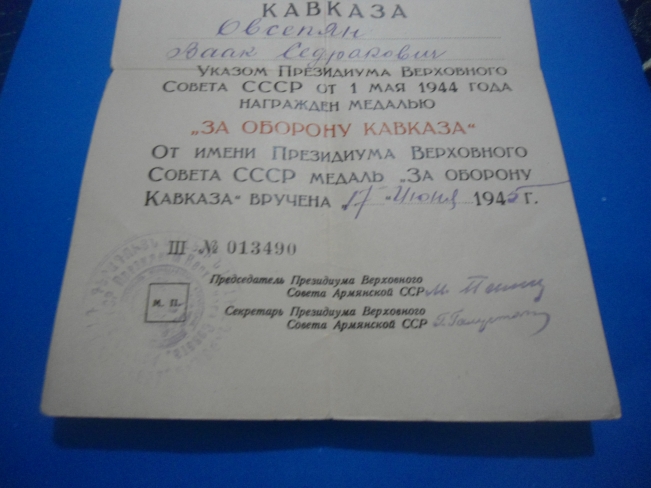 КАВКАЗА
Овсепян
Ваак Седракович
Указом Президиума Верховного
Совета СССР от 1 мая 1944 года
награжден медалью
„ЗА ОБОРОНУ КАВКАЗА“
От имени Президиума Верховного
Совета СССР медаль „За оборону
Кавказа“ вручена 17 Июня 1945 г.
III № 013490
Председатель Президиума Верховного
Совета Армянской ССР
м. п.
Секретарь Президиума Верховного
Совета Армянской ССР